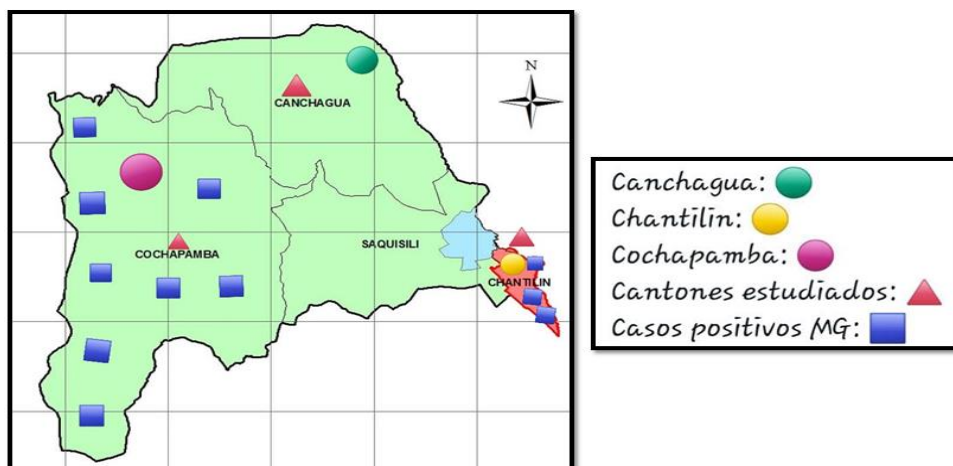 N
CANCHAGUA
SAQUISILI
COCHAPAMBA
CHANTILIN
Canchagua:
Chantilin:
Cochapamba:
Cantones estudiados:
Casos positivos MG: